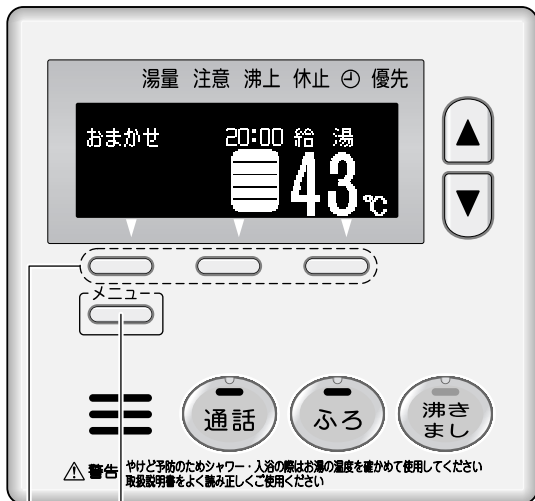 湯量 注意 沸上 休止 優先
おまかせ 20:00 給 湯
43℃
メニュー
通話 ふろ 沸き
まし
警告 やけど予防のためシャワー・入浴の際はお湯の温度を確かめて使用してください
取扱説明書をよく読み正しくご使用ください